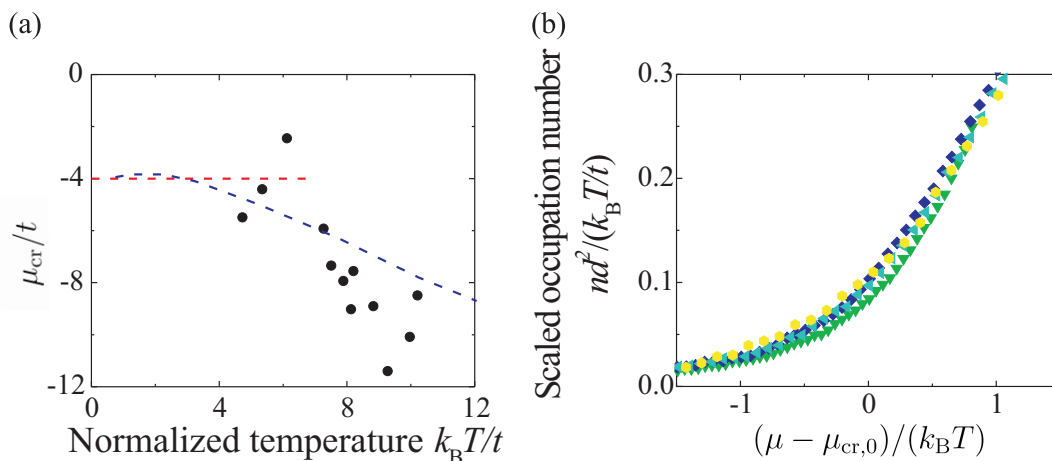 (a)
0
-4
-8
-12
μcr/t
0
4
8
12
Normalized temperature kBT/t
(b)
Scaled occupation number
nd²/(kBT/t)
0.3
0.2
0.1
0.0
-1
0
1
(μ − μcr,0)/(kBT)